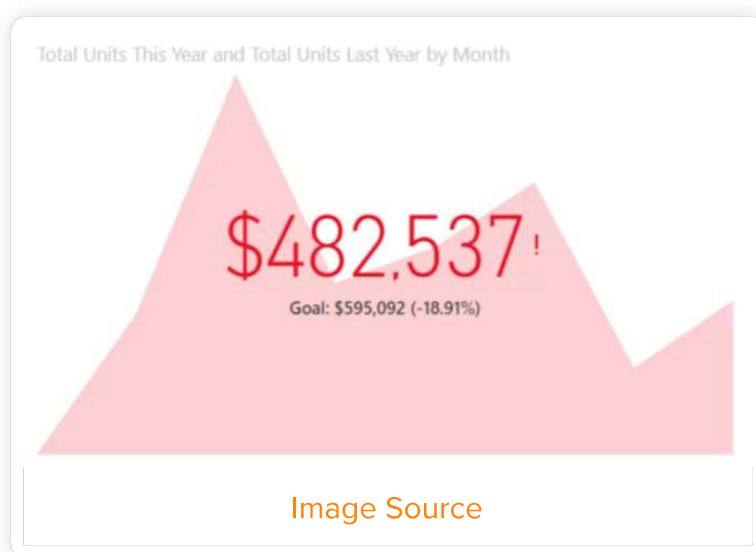 Total Units This Year and Total Units Last Year by Month
$482,537 !
Goal: $595,092 (-18.91%)
Image Source